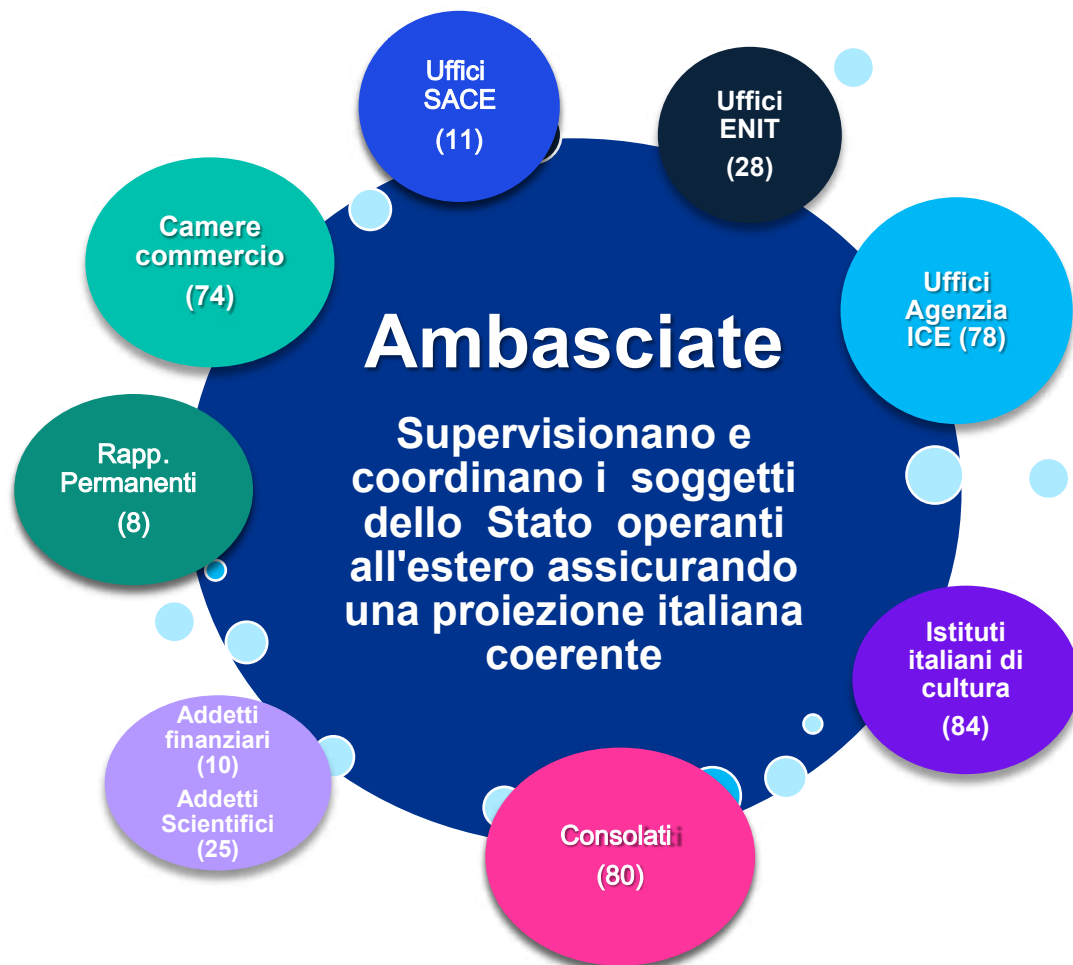 Uffici
SACE
(11)
Uffici
ENIT
(28)
Camere
commercio
(74)
Uffici
Agenzia
ICE (78)
Ambasciate
Supervisionano e
coordinano i soggetti
dello Stato operanti
all'estero assicurando
una proiezione italiana
coerente
Rapp.
Permanenti
(8)
Istituti
italiani di
cultura
(84)
Addetti
finanziari
(10)
Addetti
Scientifici
(25)
Consolati
(80)